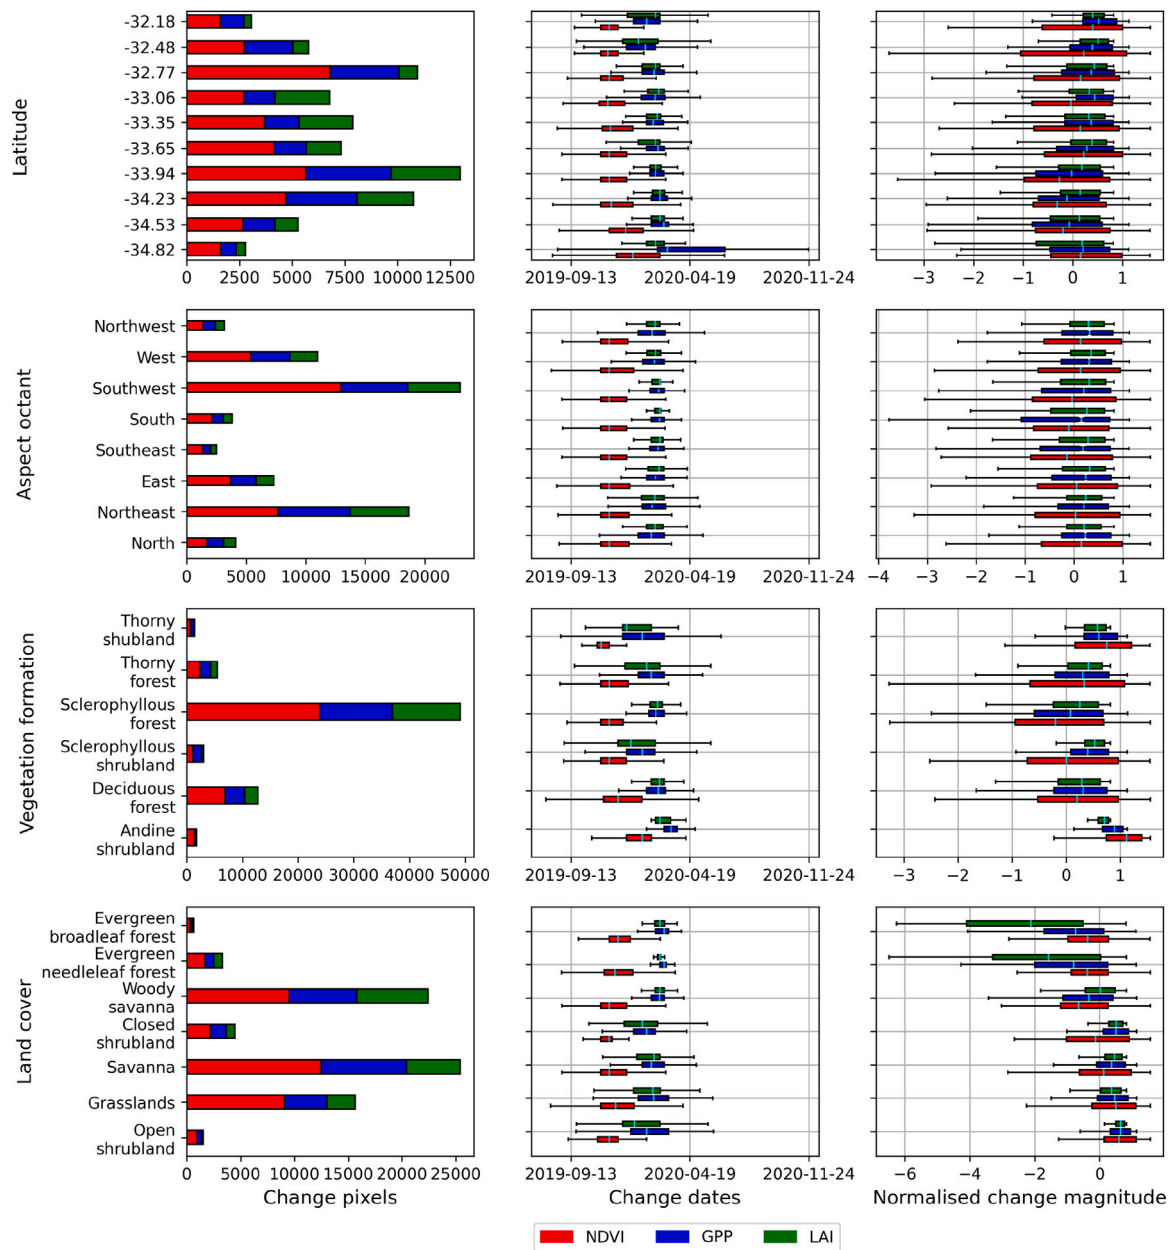 Latitude
-32.18
-32.48
-32.77
-33.06
-33.35
-33.65
-33.94
-34.23
-34.53
-34.82
0 2500 5000 7500 10000 12500
2019-09-13 2020-04-19 2020-11-24
−3 −2 −1 0 1
Aspect octant
Northwest
West
Southwest
South
Southeast
East
Northeast
North
0 5000 10000 15000 20000
2019-09-13 2020-04-19 2020-11-24
−4 −3 −2 −1 0 1
Vegetation formation
Thorny
shubland
Thorny
forest
Sclerophyllous
forest
Sclerophyllous
shrubland
Deciduous
forest
Andine
shrubland
0 10000 20000 30000 40000 50000
2019-09-13 2020-04-19 2020-11-24
−3 −2 −1 0 1
Land cover
Evergreen
broadleaf forest
Evergreen
needleleaf forest
Woody
savanna
Closed
shrubland
Savanna
Grasslands
Open
shrubland
0 5000 10000 15000 20000 25000
2019-09-13 2020-04-19 2020-11-24
−6 −4 −2 0
Change pixels
Change dates
Normalised change magnitude
NDVI GPP LAI